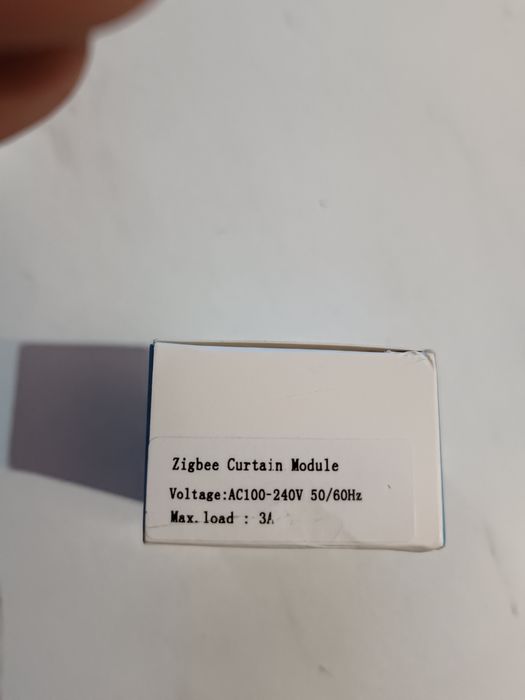 Zigbee Curtain Module
Voltage:AC100-240V 50/60Hz
Max. load : 3A